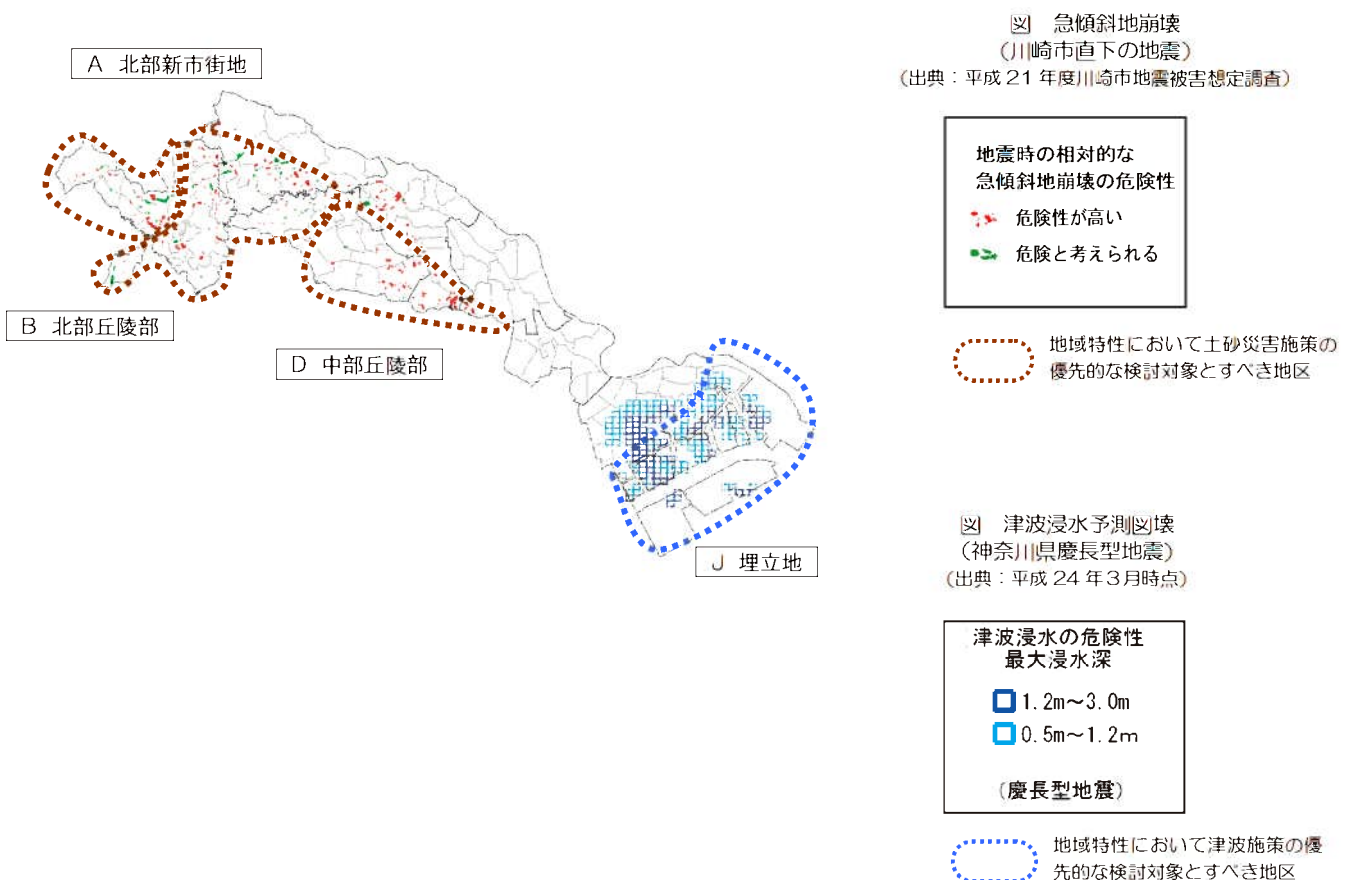 A 北部新市街地
B 北部丘陵部
D 中部丘陵部
J 埋立地
図 急傾斜地崩壊
(川崎市直下の地震)
(出典:平成21年度川崎市地震被害想定調査)
地震時の相対的な
急傾斜地崩壊の危険性
危険性が高い
危険と考えられる
地域特性において土砂災害施策の
優先的な検討対象とすべき地区
図 津波浸水予測図壊
(神奈川県慶長型地震)
(出典:平成24年3月時点)
津波浸水の危険性
最大浸水深
1.2m~3.0m
0.5m~1.2m
(慶長型地震)
地域特性において津波施策の優
先的な検討対象とすべき地区